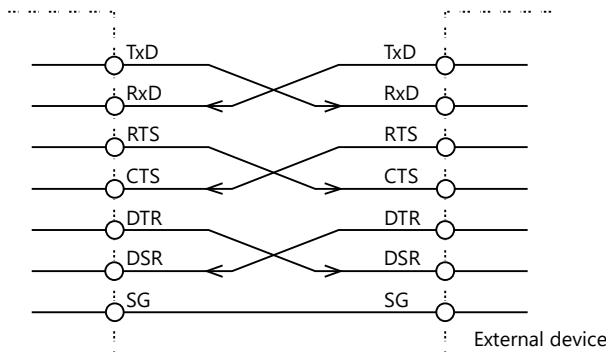 TxD TxD
RxD RxD
RTS RTS
CTS CTS
DTR DTR
DSR DSR
SG SG
External device